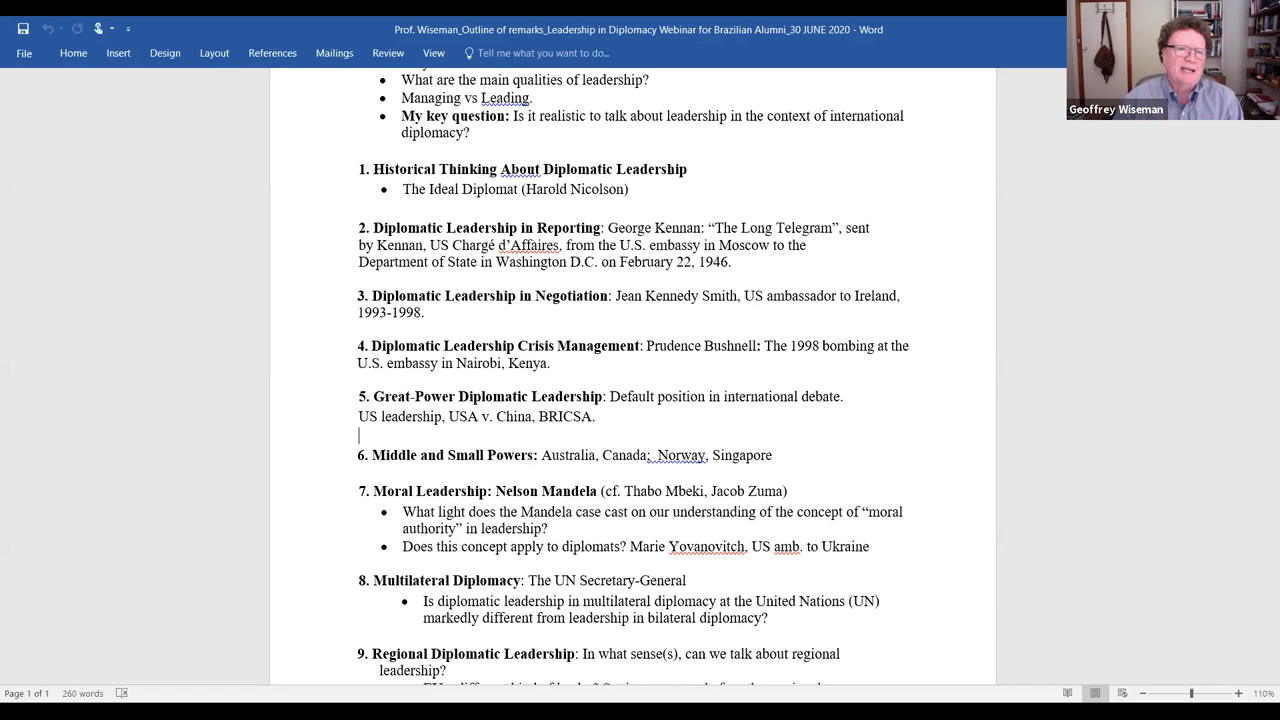 Prof. Wiseman_Outline of remarks_Leadership in Diplomacy Webinar for Brazilian Alumni_30 JUNE 2020 - Word
File Home Insert Design Layout References Mailings Review View Tell me what you want to do...
Geoffrey Wiseman
• What are the main qualities of leadership?
• Managing vs Leading.
• My key question: Is it realistic to talk about leadership in the context of international
diplomacy?
1. Historical Thinking About Diplomatic Leadership
• The Ideal Diplomat (Harold Nicolson)
2. Diplomatic Leadership in Reporting: George Kennan: “The Long Telegram”, sent
by Kennan, US Chargé d’Affaires, from the U.S. embassy in Moscow to the
Department of State in Washington D.C. on February 22, 1946.
3. Diplomatic Leadership in Negotiation: Jean Kennedy Smith, US ambassador to Ireland,
1993-1998.
4. Diplomatic Leadership Crisis Management: Prudence Bushnell: The 1998 bombing at the
U.S. embassy in Nairobi, Kenya.
5. Great-Power Diplomatic Leadership: Default position in international debate.
US leadership, USA v. China, BRICSA.
6. Middle and Small Powers: Australia, Canada; Norway, Singapore
7. Moral Leadership: Nelson Mandela (cf. Thabo Mbeki, Jacob Zuma)
• What light does the Mandela case cast on our understanding of the concept of “moral
authority” in leadership?
• Does this concept apply to diplomats? Marie Yovanovitch, US amb. to Ukraine
8. Multilateral Diplomacy: The UN Secretary-General
• Is diplomatic leadership in multilateral diplomacy at the United Nations (UN)
markedly different from leadership in bilateral diplomacy?
9. Regional Diplomatic Leadership: In what sense(s), can we talk about regional
leadership?
Page 1 of 1 260 words 110%